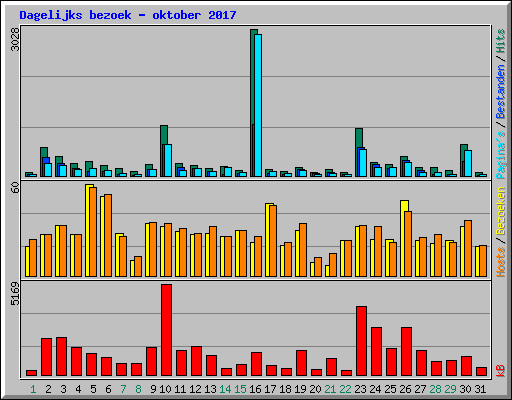 Dagelijks bezoek - oktober 2017
3028
60
5169
Hosts / Bezoeken Pagina's / Bestanden / Hits
kB
1 2 3 4 5 6 7 8 9 10 11 12 13 14 15 16 17 18 19 20 21 22 23 24 25 26 27 28 29 30 31